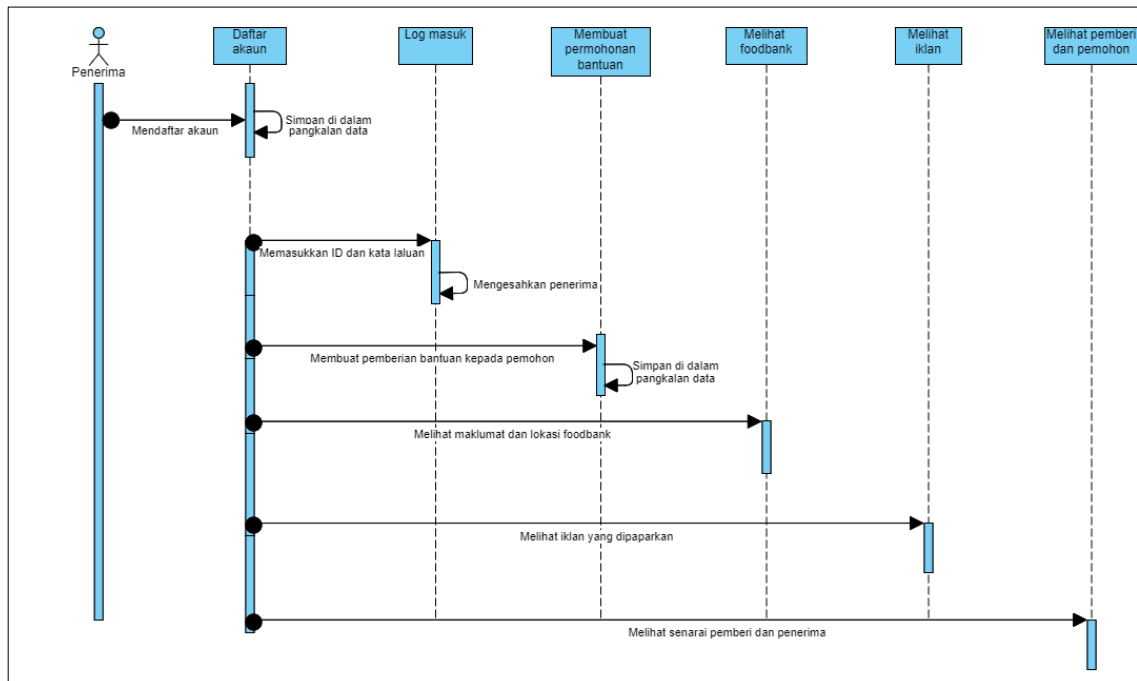 Penerima
Daftar
akaun
Log masuk
Membuat
permohonan
bantuan
Melihat
foodbank
Melihat
iklan
Melihat pemberi
dan pemohon
Mendaftar akaun
Simpan di dalam
pangkalan data
Memasukkan ID dan kata laluan
Mengesahkan penerima
Membuat pemberian bantuan kepada pemohon
Simpan di dalam
pangkalan data
Melihat maklumat dan lokasi foodbank
Melihat iklan yang dipaparkan
Melihat senarai pemberi dan penerima